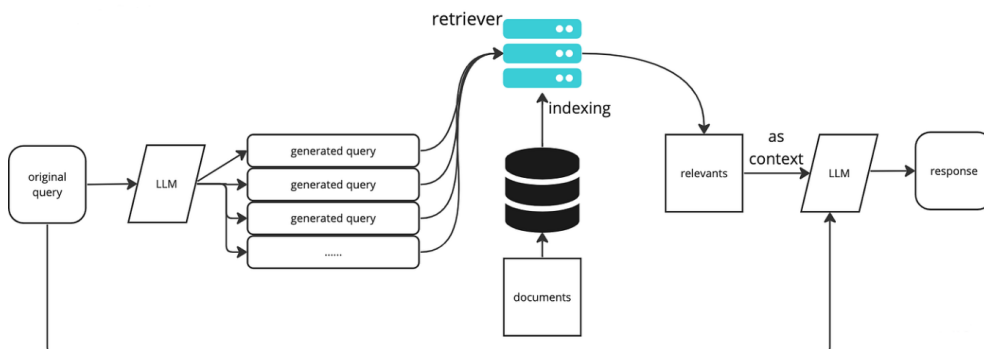 retriever
indexing
original
query
LLM
generated query
generated query
generated query
......
documents
relevants
as
context
LLM
response